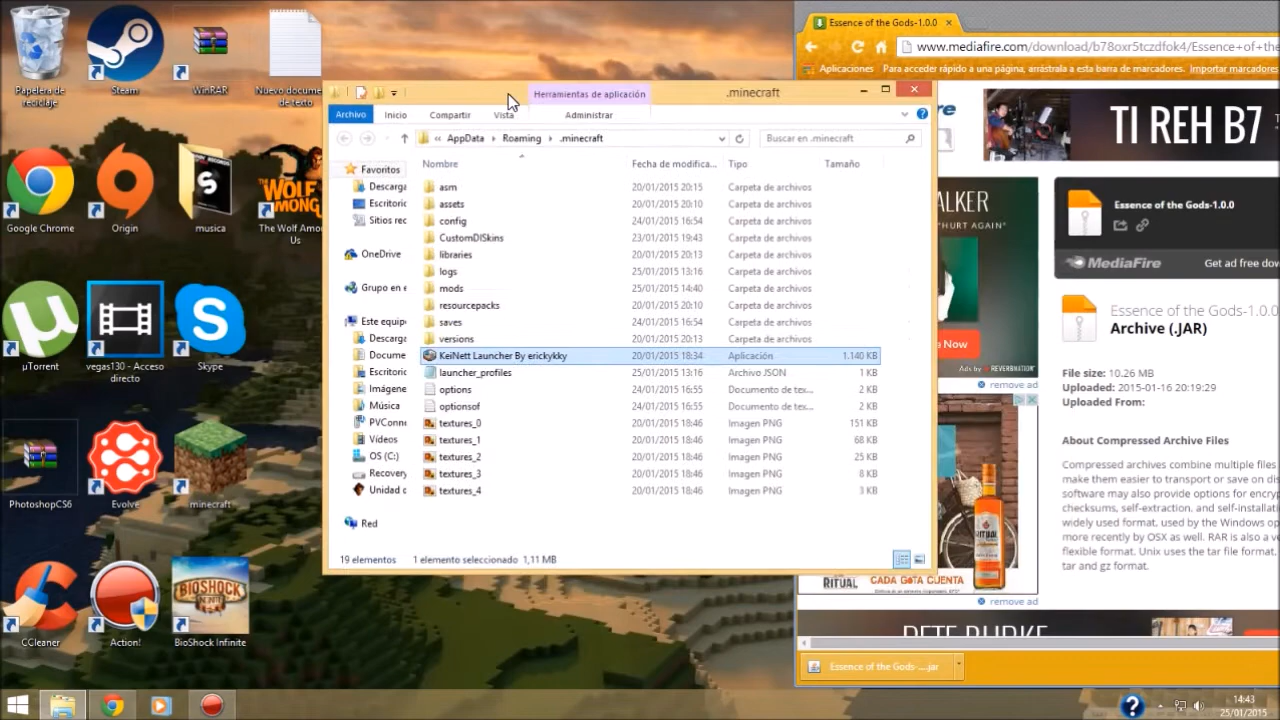 Papelera de
reciclaje
Steam
WinRAR
Nuevo documen
de texto
Google Chrome
Origin
musica
The Wolf Amon
Us
µTorrent
vegas130 - Acceso
directo
Skype
PhotoshopCS6
Evolve
minecraft
CCleaner
Action!
BioShock Infinite
Herramientas de aplicación
.minecraft
Archivo
Inicio
Compartir
Vista
Administrar
AppData
Roaming
.minecraft
Buscar en .minecraft
Nombre
Fecha de modifica...
Tipo
Tamaño
Favoritos
Descarga
Escritoric
Sitios rec
OneDrive
Grupo en e
Este equipo
Descarga
Docume
Escritoric
Imágene
Música
PVConne
Vídeos
OS (C:)
Recovery
Unidad c
Red
asm 20/01/2015 20:15 Carpeta de archivos
assets 20/01/2015 20:10 Carpeta de archivos
config 24/01/2015 16:54 Carpeta de archivos
CustomDISkins 23/01/2015 19:43 Carpeta de archivos
libraries 20/01/2015 20:13 Carpeta de archivos
logs 25/01/2015 13:16 Carpeta de archivos
mods 25/01/2015 14:40 Carpeta de archivos
resourcepacks 20/01/2015 20:10 Carpeta de archivos
saves 24/01/2015 16:54 Carpeta de archivos
versions 20/01/2015 20:13 Carpeta de archivos
KeiNett Launcher By erickykky 20/01/2015 18:34 Aplicación 1.140 KB
launcher_profiles 25/01/2015 13:16 Archivo JSON 1 KB
options 24/01/2015 16:55 Documento de tex... 2 KB
optionsof 24/01/2015 16:55 Documento de tex... 2 KB
textures_0 20/01/2015 18:46 Imagen PNG 151 KB
textures_1 20/01/2015 18:46 Imagen PNG 68 KB
textures_2 20/01/2015 18:46 Imagen PNG 25 KB
textures_3 20/01/2015 18:46 Imagen PNG 8 KB
textures_4 20/01/2015 18:46 Imagen PNG 3 KB
19 elementos
1 elemento seleccionado 1,11 MB
Essence of the Gods-1.0.0
www.mediafire.com/download/b78oxr5tczdfok4/Essence+of+the
Aplicaciones
Para acceder rápido a una página, arrástrala a esta barra de marcadores.
Importar marcadores
TI REH B7
ALKER
"HURT AGAIN"
Now
Ads by REVERBNATION
remove ad
Essence of the Gods-1.0.0
MediaFire
Get ad free dow
Essence of the Gods-1.0.0
Archive (.JAR)
File size: 10.26 MB
Uploaded: 2015-01-16 20:19:29
Uploaded From:
About Compressed Archive Files
Compressed archives combine multiple files
make them easier to transport or save on dis
software may also provide options for encryp
checksums, self-extraction, and self-installat
widely used format, used by the Windows op
more recently by OSX as well. RAR is also a v
flexible format. Unix uses the tar file format,
tar and gz format.
RITUAL
RITUAL
CADA GOTA CUENTA
remove ad
PETE BURKE
Essence of the Gods-....jar
14:43
25/01/2015